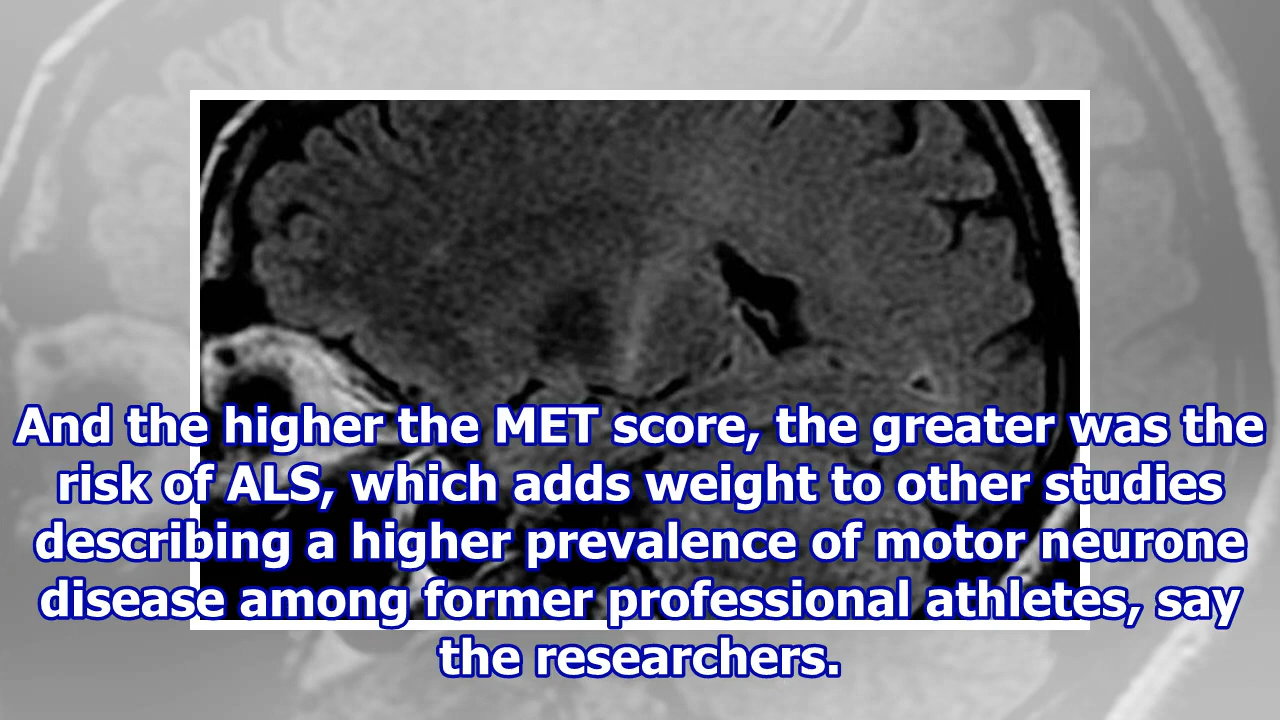 And the higher the MET score, the greater was the
risk of ALS, which adds weight to other studies
describing a higher prevalence of motor neurone
disease among former professional athletes, say
the researchers.